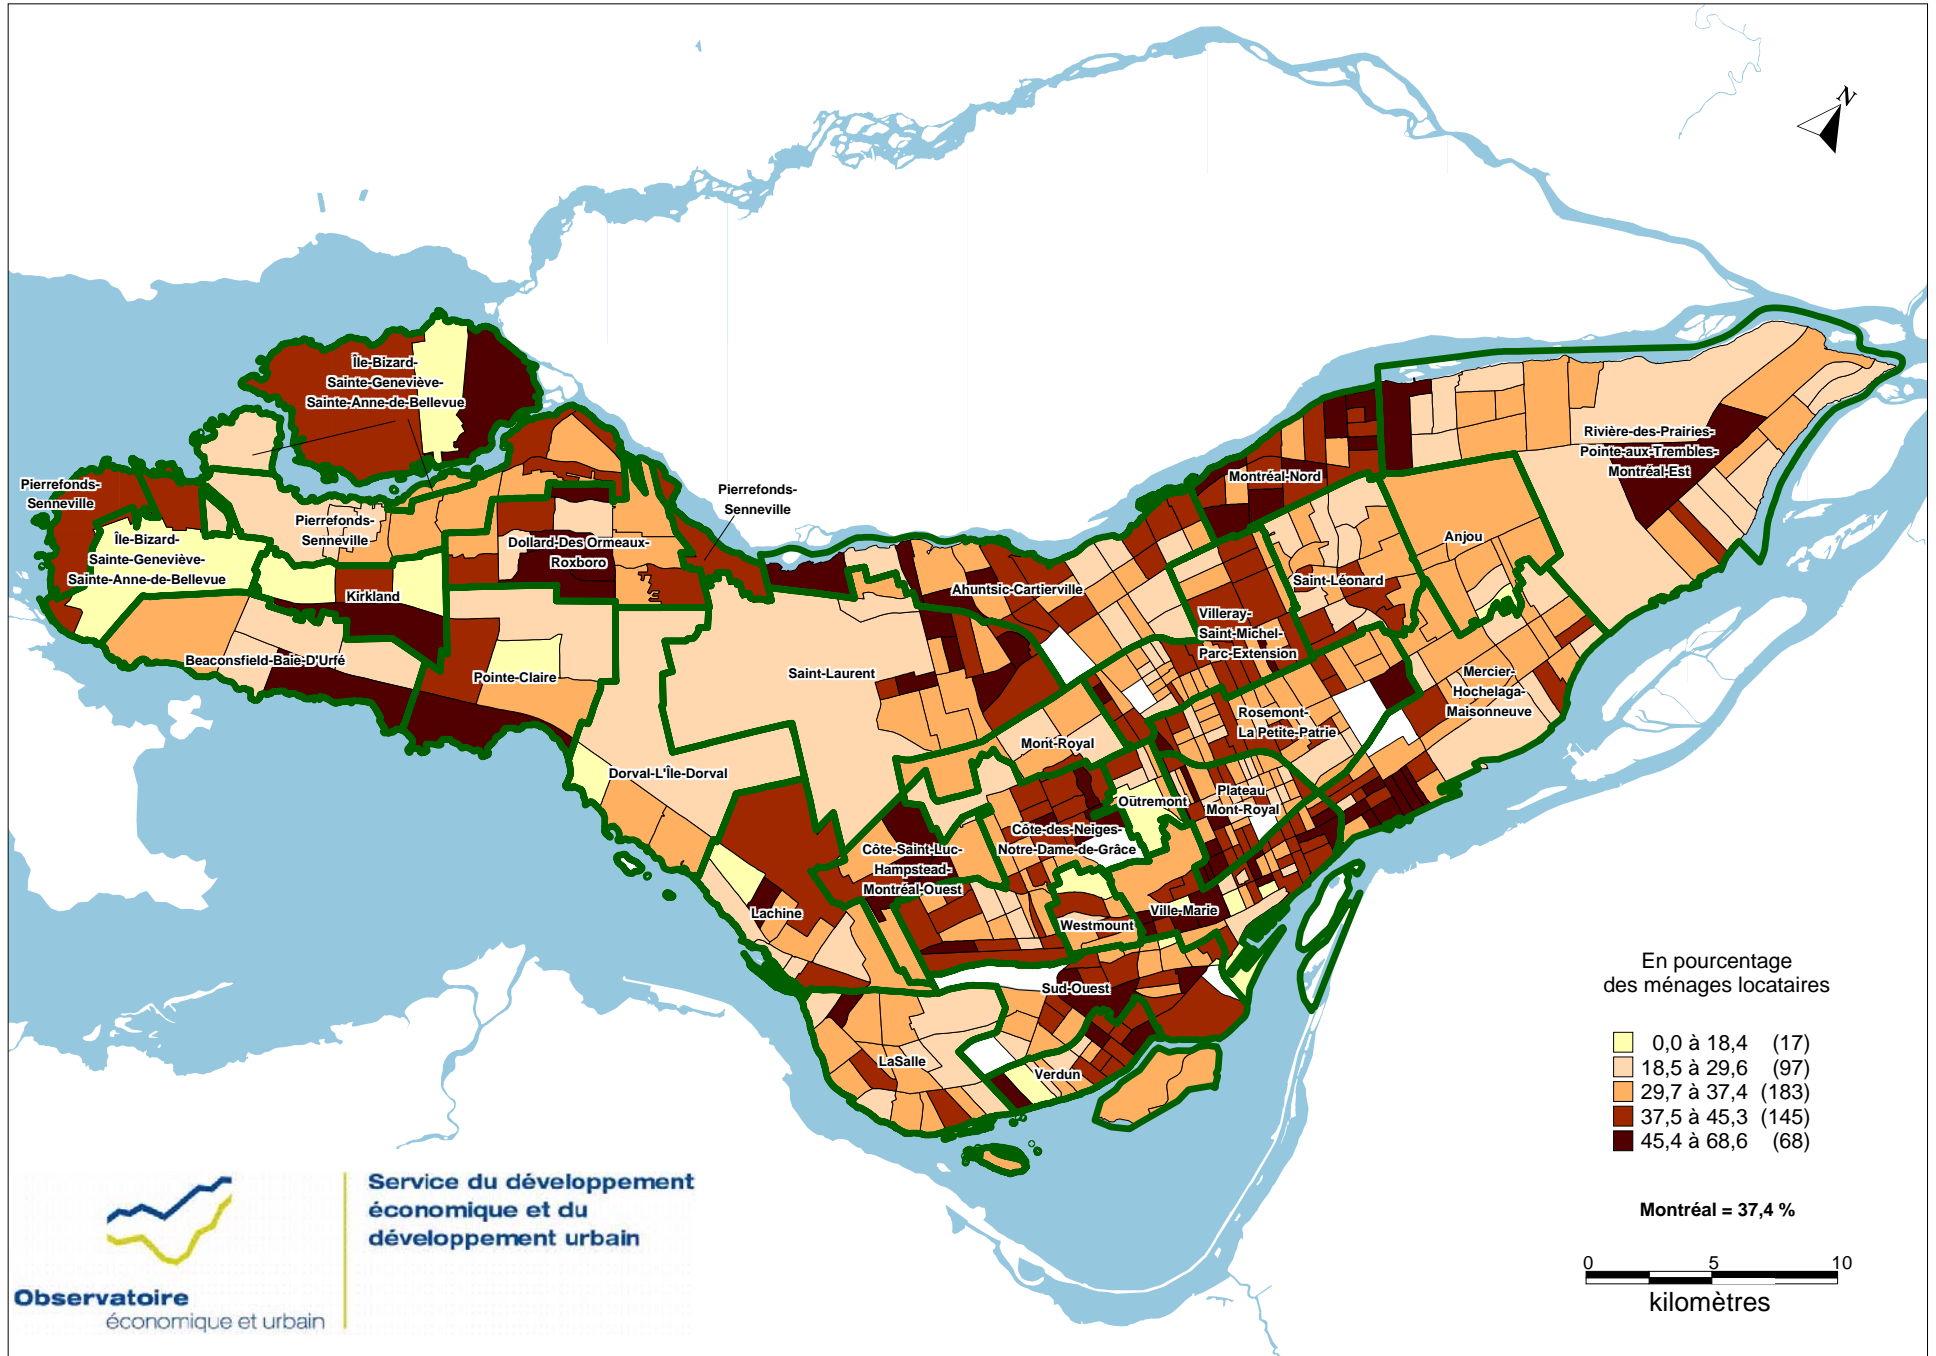 N
Île-Bizard-
Sainte-Geneviève-
Sainte-Anne-de-Bellevue
Pierrefonds-
Senneville
Île-Bizard-
Sainte-Geneviève-
Sainte-Anne-de-Bellevue
Pierrefonds-
Senneville
Pierrefonds-
Senneville
Dollard-Des Ormeaux-
Roxboro
Kirkland
Beaconsfield-Baie-D'Urfé
Pointe-Claire
Dorval-L'Île-Dorval
Saint-Laurent
Ahuntsic-Cartierville
Montréal-Nord
Rivière-des-Prairies-
Pointe-aux-Trembles-
Montréal-Est
Anjou
Saint-Léonard
Villeray-
Saint-Michel-
Parc-Extension
Mercier-
Hochelaga-
Maisonneuve
Rosemont-
La Petite-Patrie
Mont-Royal
Outremont
Plateau
Mont-Royal
Côte-des-Neiges-
Notre-Dame-de-Grâce
Côte-Saint-Luc-
Hampstead-
Montréal-Ouest
Lachine
Westmount
Ville-Marie
Sud-Ouest
LaSalle
Verdun
En pourcentage
des ménages locataires
0,0 à 18,4 (17)
18,5 à 29,6 (97)
29,7 à 37,4 (183)
37,5 à 45,3 (145)
45,4 à 68,6 (68)
Montréal = 37,4 %
0 5 10
kilomètres
Service du développement
économique et du
développement urbain
Observatoire
économique et urbain